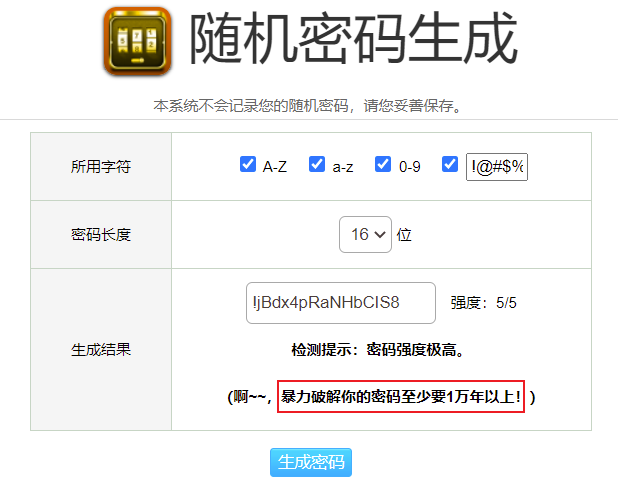 随机密码生成
本系统不会记录您的随机密码，请您妥善保存。
所用字符 A-Z a-z 0-9 !@#$%
密码长度 16 位
!jBdx4pRaNHbCIS8 强度：5/5
生成结果
检测提示：密码强度极高。
(啊~~，暴力破解你的密码至少要1万年以上！)
生成密码